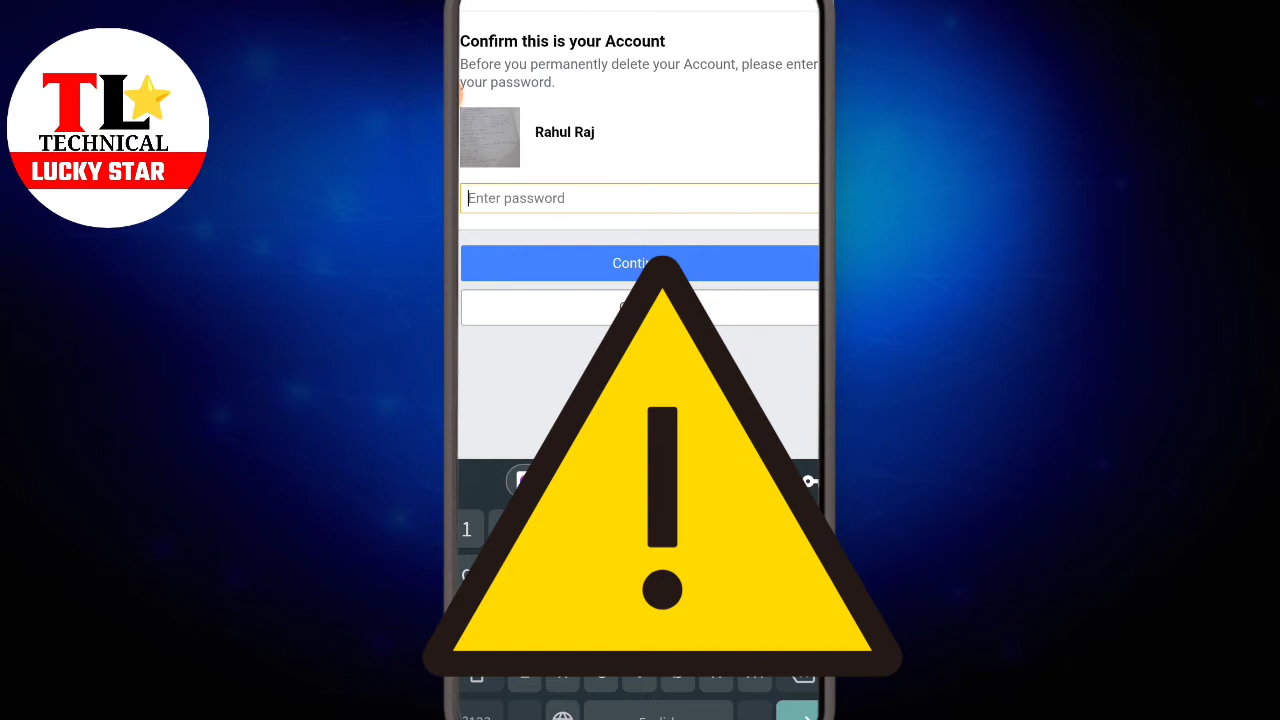 TL
TECHNICAL
LUCKY STAR
Confirm this is your Account
Before you permanently delete your Account, please enter
your password.
Rahul Raj
Enter password
1